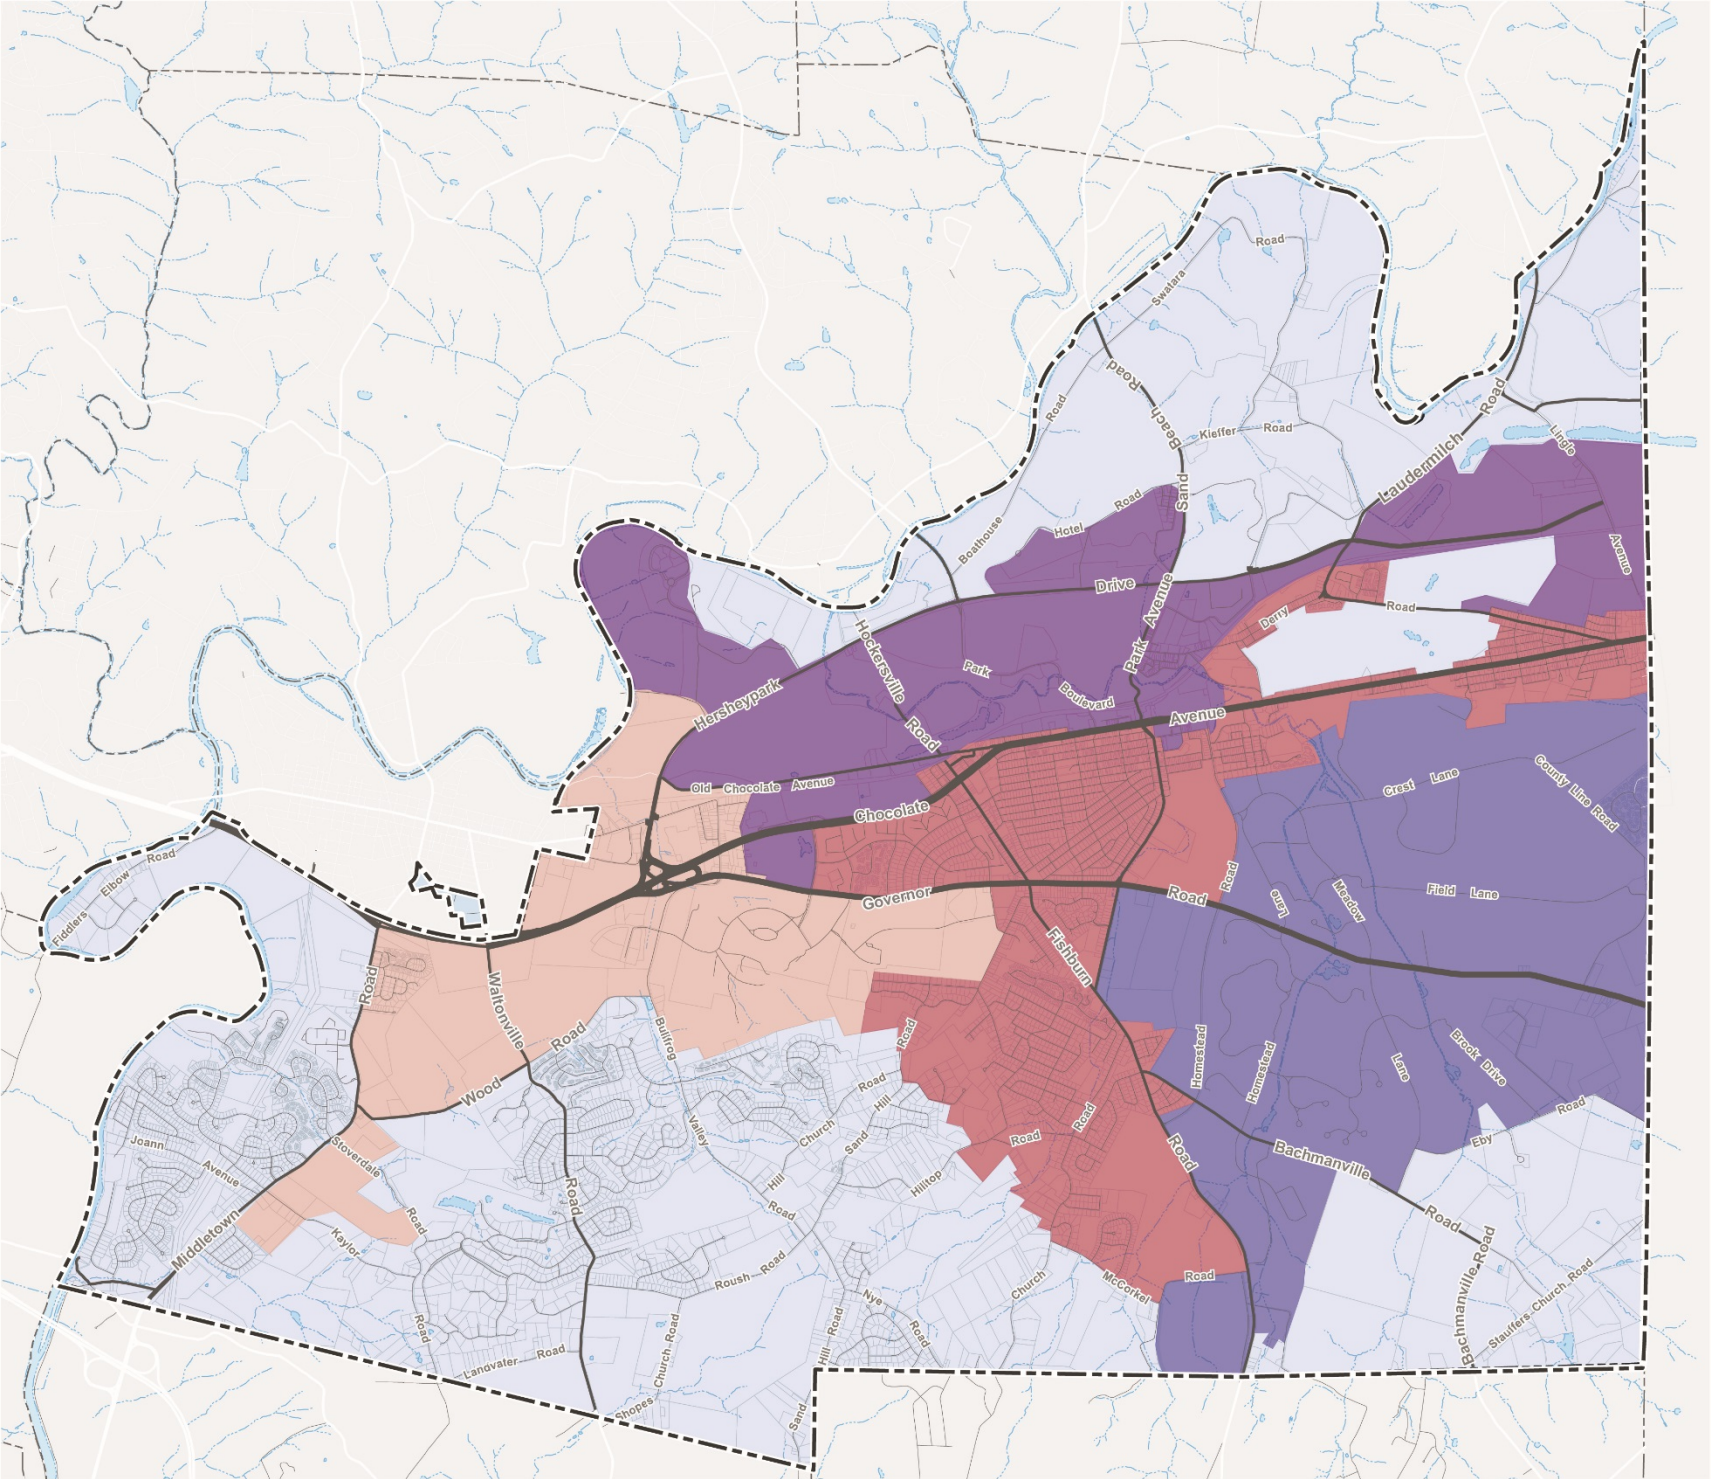 Road
Swatara
Road
Beach
Road
Kieffer Road
Road
Lingle
Laudermilch
Sand
Road
Hotel
Boathouse
Avenue
Drive
Avenue
Road
Derry
Hockersville
Park
Park
Boulevard
Hersheypark
Avenue
Road
Old Chocolate Avenue
Crest Lane
County Line Road
Chocolate
Road
Elbow
Fiddlers
Governor
Road
Road
Lane
Meadow
Field Lane
Fishburn
Road
Waltonville
Road
Wood
Bullfrog
Valley
Road
Road
Road
Hill
Church
Sand
Hill
Hilltop
Road
Road
Homestead
Homestead
Lane
Brook Drive
Road
Eby
Joann
Avenue
Stoverdale
Road
Kaylor
Middletown
Road
Road
Road
Bachmanville
Road
Bachmanville Road
Stauffers Church Road
Roush Road
Church
McCorkel
Road
Nye
Road
Hill Road
Sand
Shopes Church Road
Landvater Road
Road